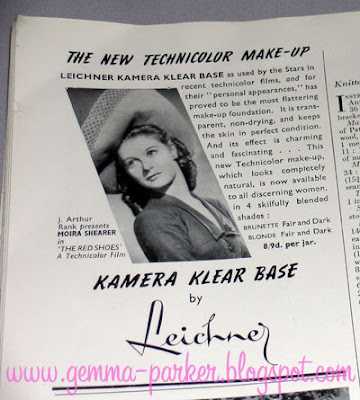 THE NEW TECHNICOLOR MAKE-UP
LEICHNER KAMERA KLEAR BASE as used by the Stars in
recent technicolor films, and for
their "personal appearances," has
proved to be the most flattering
make-up foundation. It is trans-
parent, non-drying, and keeps
the skin in perfect condition.
And its effect is charming
and fascinating . . . This
new Technicolor make-up,
which looks completely
natural, is now available
to all discerning women,
in 4 skilfully blended
shades :
BRUNETTE Fair and Dark
BLONDE Fair and Dark
8/9d. per jar.
J. Arthur
Rank presents
MOIRA SHEARER
in
'THE RED SHOES'
A Technicolor Film
KAMERA KLEAR BASE
by
Leichner
Knitte
www.gemma-parker.blogspot.com